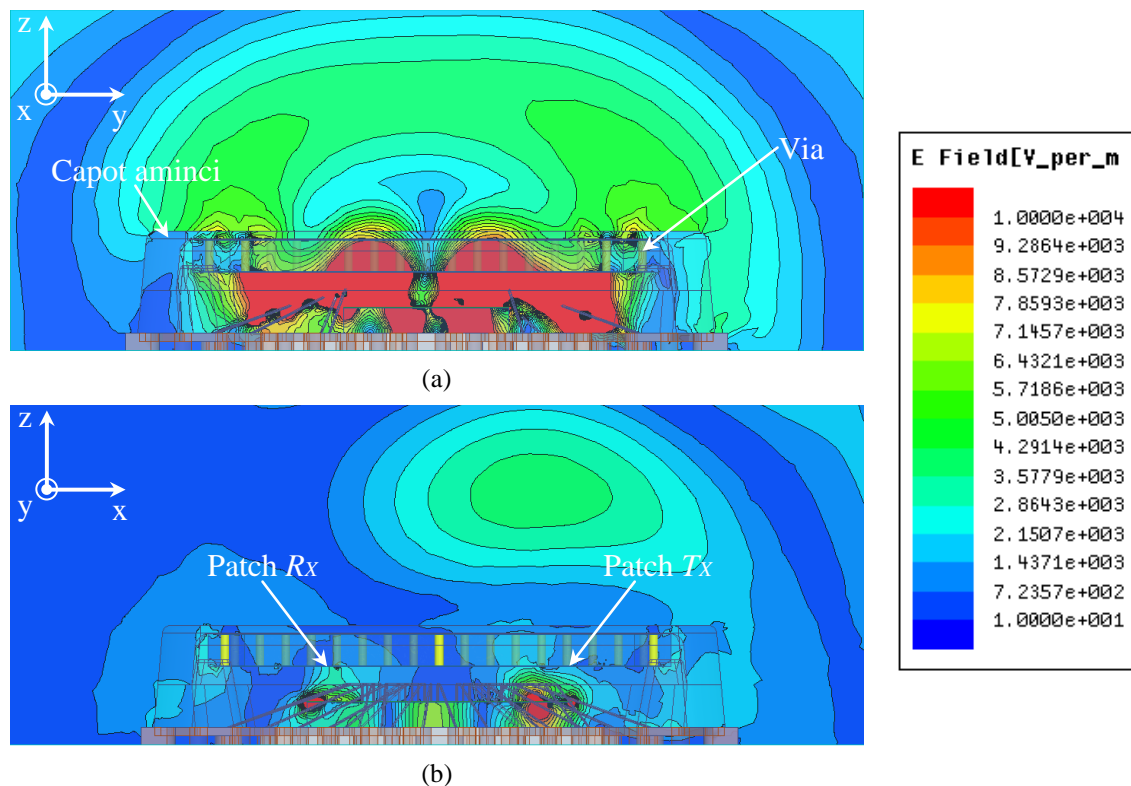 z
x
y
Capot aminci
Via
(a)
z
y
x
Patch Rx
Patch Tx
(b)
E Field[V_per_m
1.0000e+004
9.2864e+003
8.5729e+003
7.8593e+003
7.1457e+003
6.4321e+003
5.7186e+003
5.0050e+003
4.2914e+003
3.5779e+003
2.8643e+003
2.1507e+003
1.4371e+003
7.2357e+002
1.0000e+001